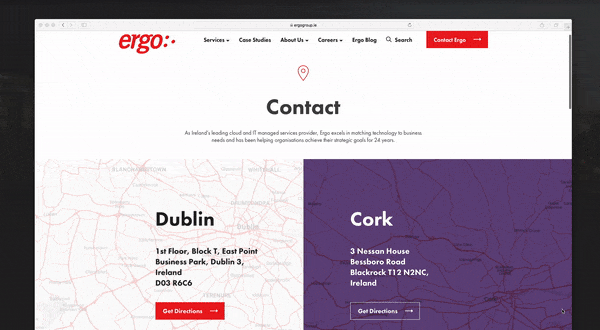 ergogroup.ie
ergo:
Services
Case Studies
About Us
Careers
Ergo Blog
Search
Contact Ergo
Contact
As Ireland's leading cloud and IT managed services provider, Ergo excels in matching technology to business
needs and has been helping organisations achieve their strategic goals for 24 years.
BLANCHARDSTOWN
Dublin
1st Floor, Block T, East Point
Business Park, Dublin 3,
Ireland
D03 R6C6
Get Directions
Cork
3 Nessan House
Bessboro Road
Blackrock T12 N2NC,
Ireland
Get Directions